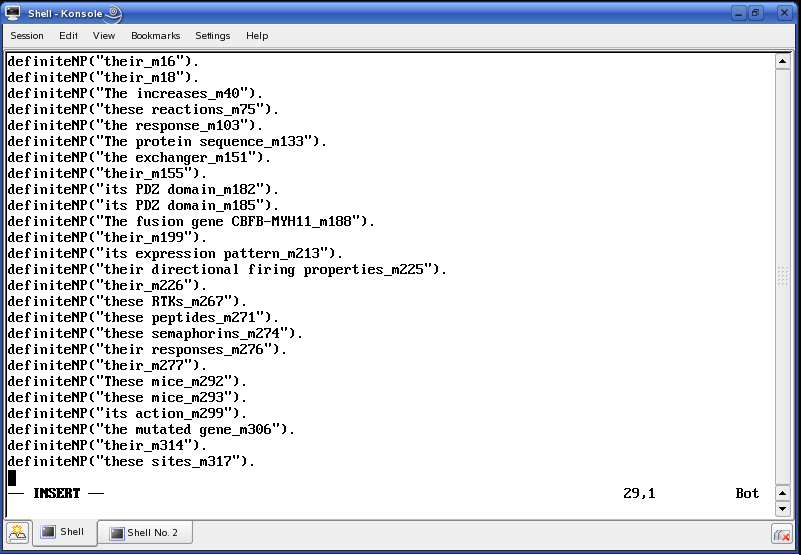 Shell - Konsole
Session Edit View Bookmarks Settings Help
definiteNP("their_m16").
definiteNP("their_m18").
definiteNP("The increases_m40").
definiteNP("these reactions_m75").
definiteNP("the response_m103").
definiteNP("The protein sequence_m133").
definiteNP("the exchanger_m151").
definiteNP("their_m155").
definiteNP("its PDZ domain_m182").
definiteNP("its PDZ domain_m185").
definiteNP("The fusion gene CBFB-MYH11_m188").
definiteNP("their_m199").
definiteNP("its expression pattern_m213").
definiteNP("their directional firing properties_m225").
definiteNP("their_m226").
definiteNP("these RTKs_m267").
definiteNP("these peptides_m271").
definiteNP("these semaphorins_m274").
definiteNP("their responses_m276").
definiteNP("their_m277").
definiteNP("These mice_m292").
definiteNP("these mice_m293").
definiteNP("its action_m299").
definiteNP("the mutated gene_m306").
definiteNP("their_m314").
definiteNP("these sites_m317").
-- INSERT -- 29,1 Bot
Shell Shell No. 2